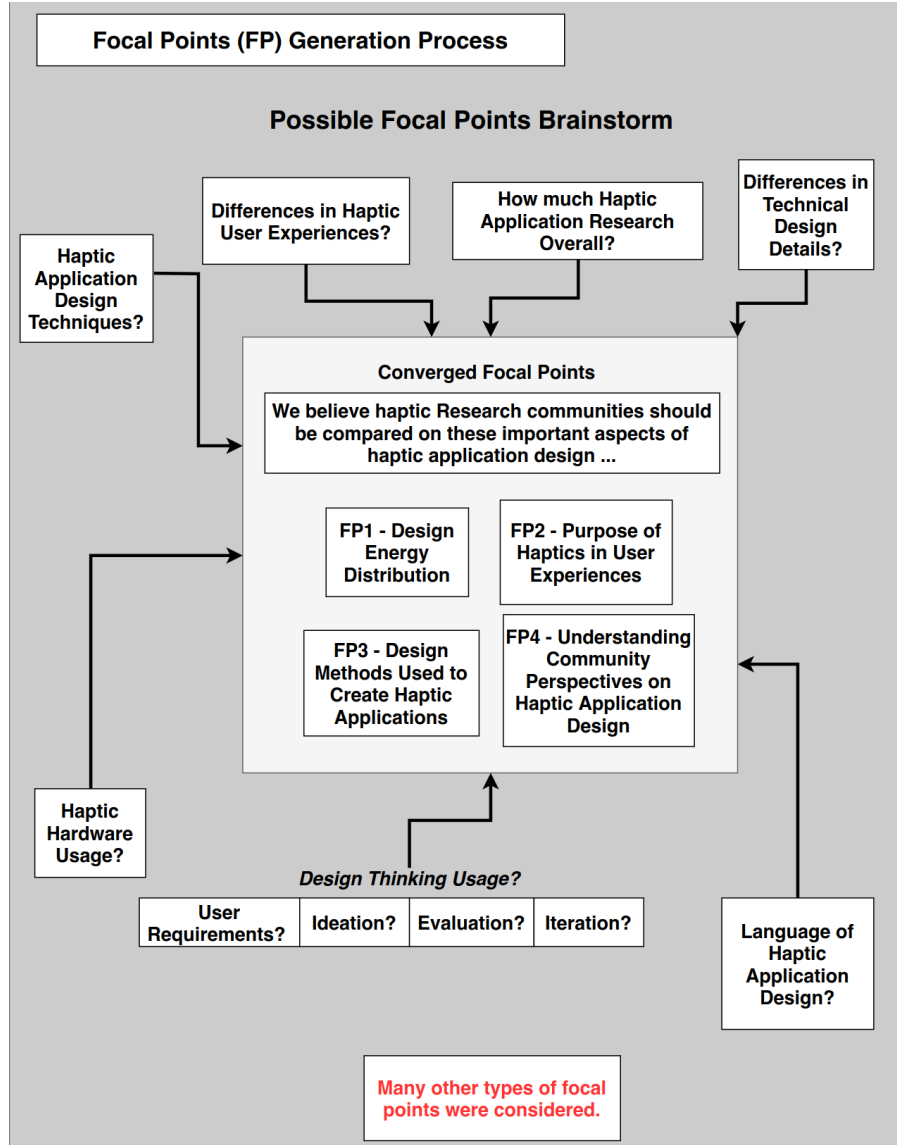 Focal Points (FP) Generation Process
Possible Focal Points Brainstorm
Haptic
Application
Design
Techniques?
Differences in Haptic
User Experiences?
How much Haptic
Application Research
Overall?
Differences in
Technical
Design
Details?
Converged Focal Points
We believe haptic Research communities should
be compared on these important aspects of
haptic application design ...
FP1 - Design
Energy
Distribution
FP2 - Purpose of
Haptics in User
Experiences
FP3 - Design
Methods Used to
Create Haptic
Applications
FP4 - Understanding
Community
Perspectives on
Haptic Application
Design
Haptic
Hardware
Usage?
Design Thinking Usage?
User
Requirements?
Ideation?
Evaluation?
Iteration?
Language of
Haptic
Application
Design?
Many other types of focal
points were considered.